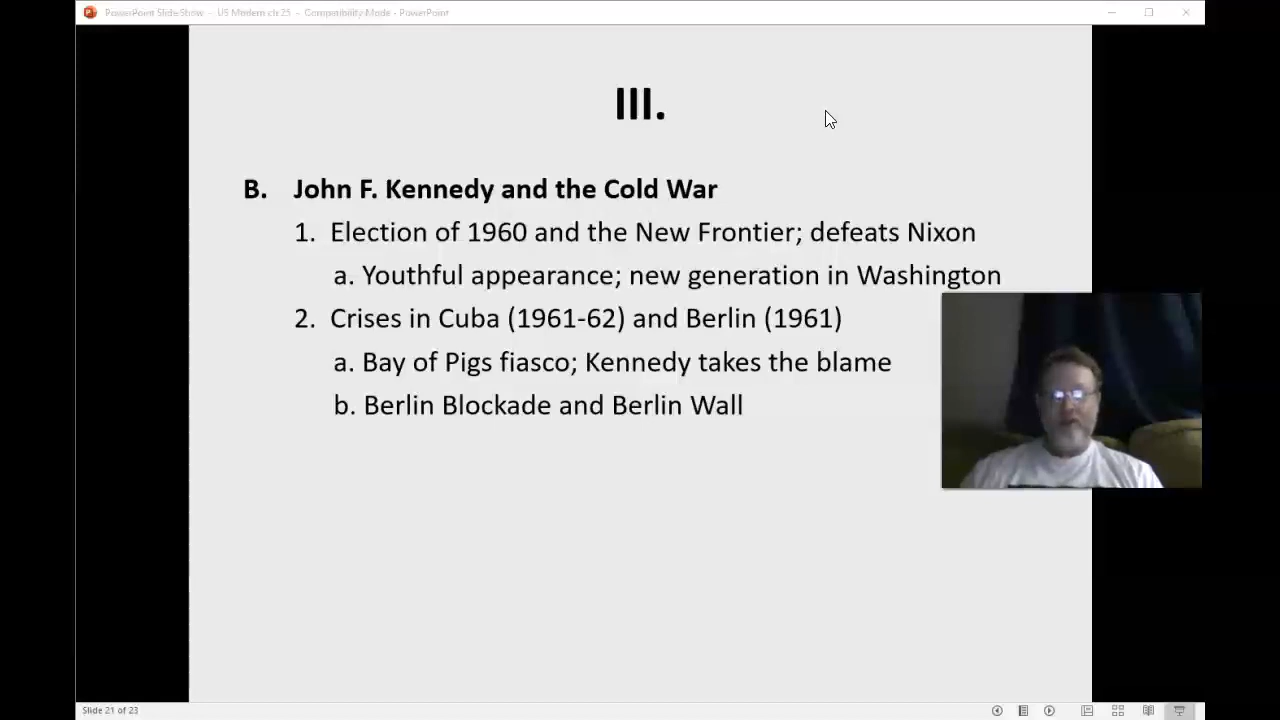 PowerPoint Slide Show - US Modern ch 25 - Compatibility Mode - PowerPoint
III.
B. John F. Kennedy and the Cold War
1. Election of 1960 and the New Frontier; defeats Nixon
a. Youthful appearance; new generation in Washington
2. Crises in Cuba (1961-62) and Berlin (1961)
a. Bay of Pigs fiasco; Kennedy takes the blame
b. Berlin Blockade and Berlin Wall
Slide 21 of 23